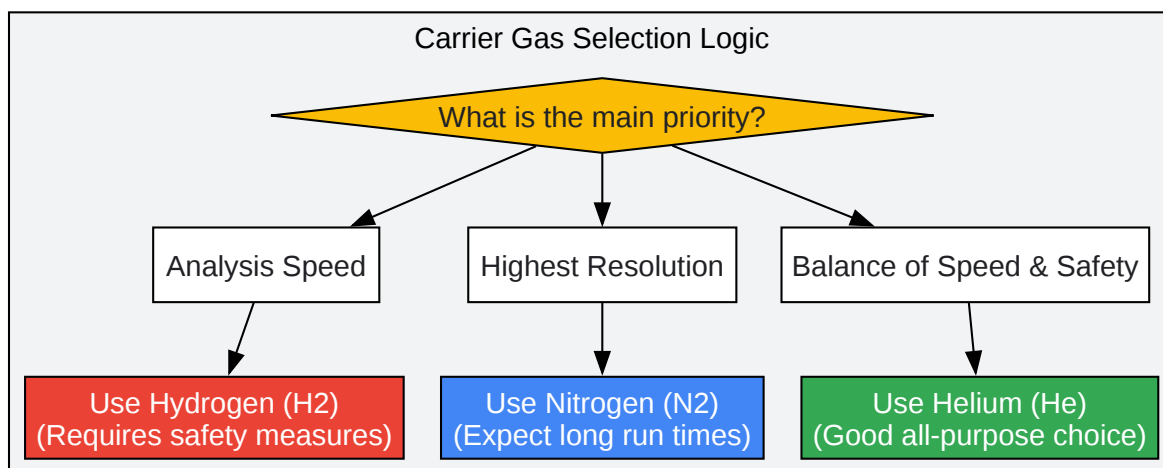 Carrier Gas Selection Logic
What is the main priority?
Analysis Speed
Highest Resolution
Balance of Speed & Safety
Use Hydrogen (H2)
(Requires safety measures)
Use Nitrogen (N2)
(Expect long run times)
Use Helium (He)
(Good all-purpose choice)